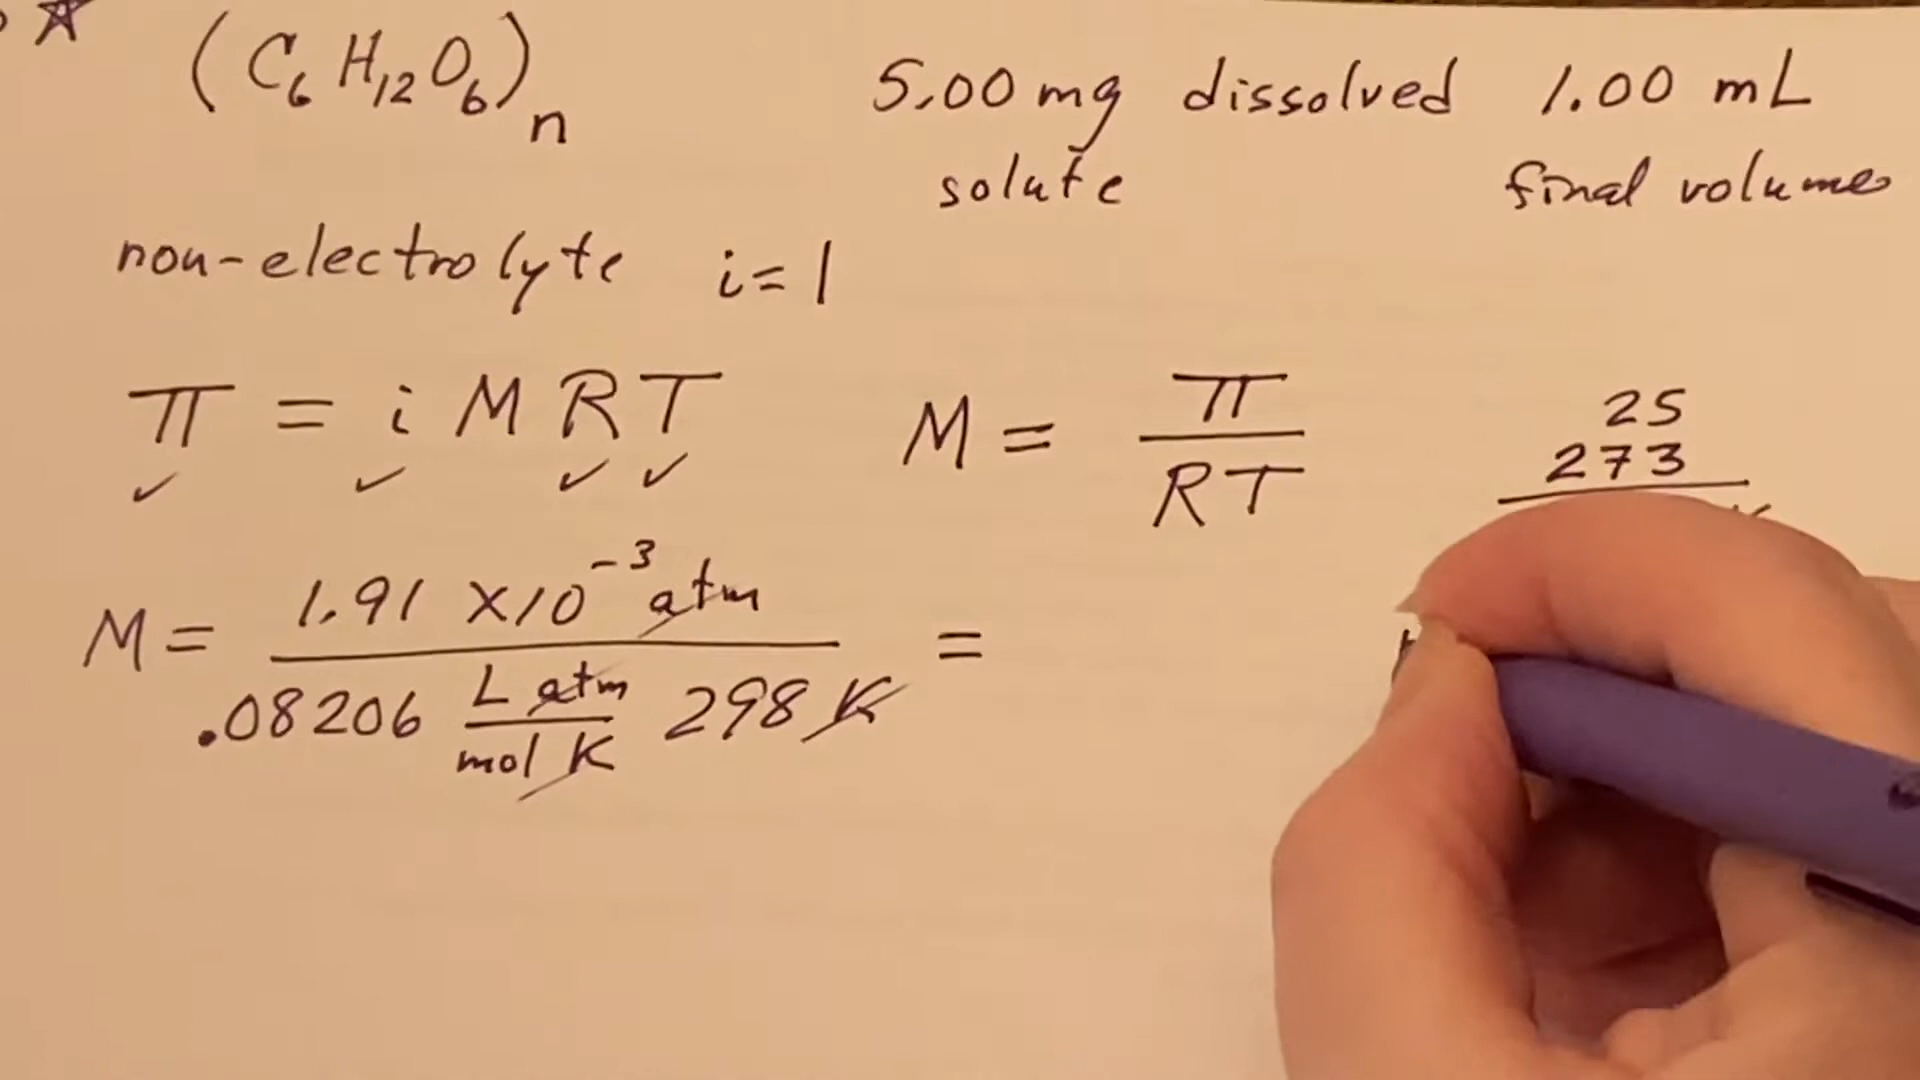 (C6H12O6)n
5.00 mg dissolved 1.00 mL
solute final volume
non-electrolyte i=1
π = i M R T
M = π / RT
25
273
M = 1.91 x10^-3 atm / .08206 L atm / mol K 298 K =